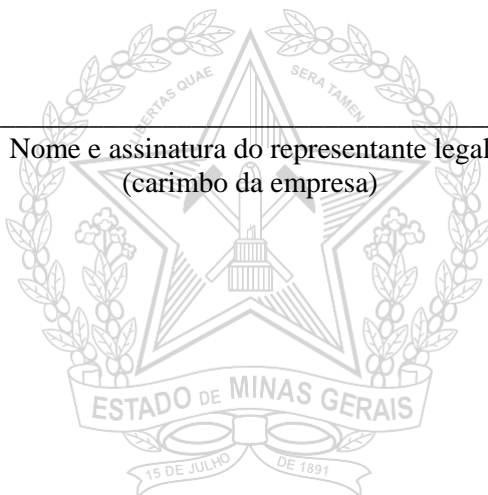 LIBERTAS QUAE SERA TAMEN
Nome e assinatura do representante legal
(carimbo da empresa)
ESTADO DE MINAS GERAIS
15 DE JULHO DE 1891